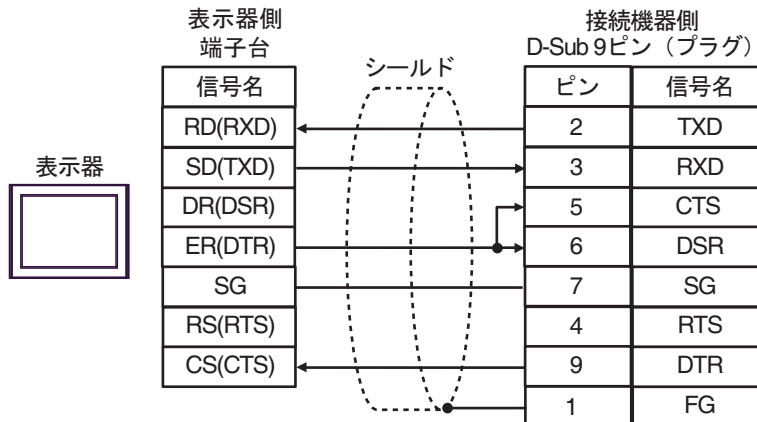 表示器側
端子台
接続機器側
D-Sub 9ピン（プラグ）
シールド
信号名
ピン
信号名
RD(RXD)
2
TXD
表示器
SD(TXD)
3
RXD
DR(DSR)
5
CTS
ER(DTR)
6
DSR
SG
7
SG
RS(RTS)
4
RTS
CS(CTS)
9
DTR
1
FG